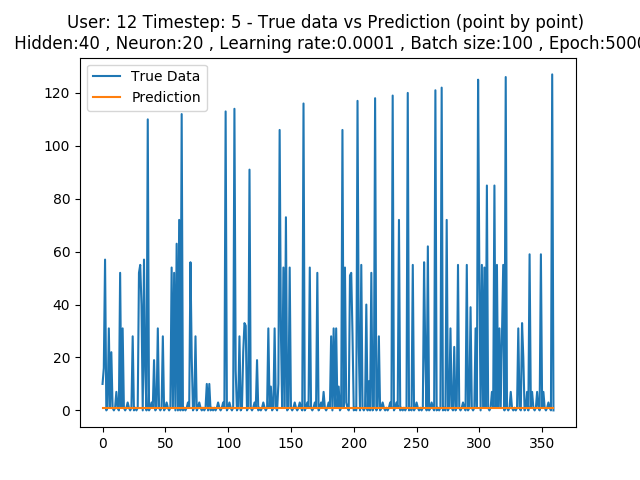 User: 12 Timestep: 5 - True data vs Prediction (point by point)
Hidden:40 , Neuron:20 , Learning rate:0.0001 , Batch size:100 , Epoch:5000
True Data
Prediction
120
100
80
60
40
20
0
0 50 100 150 200 250 300 350